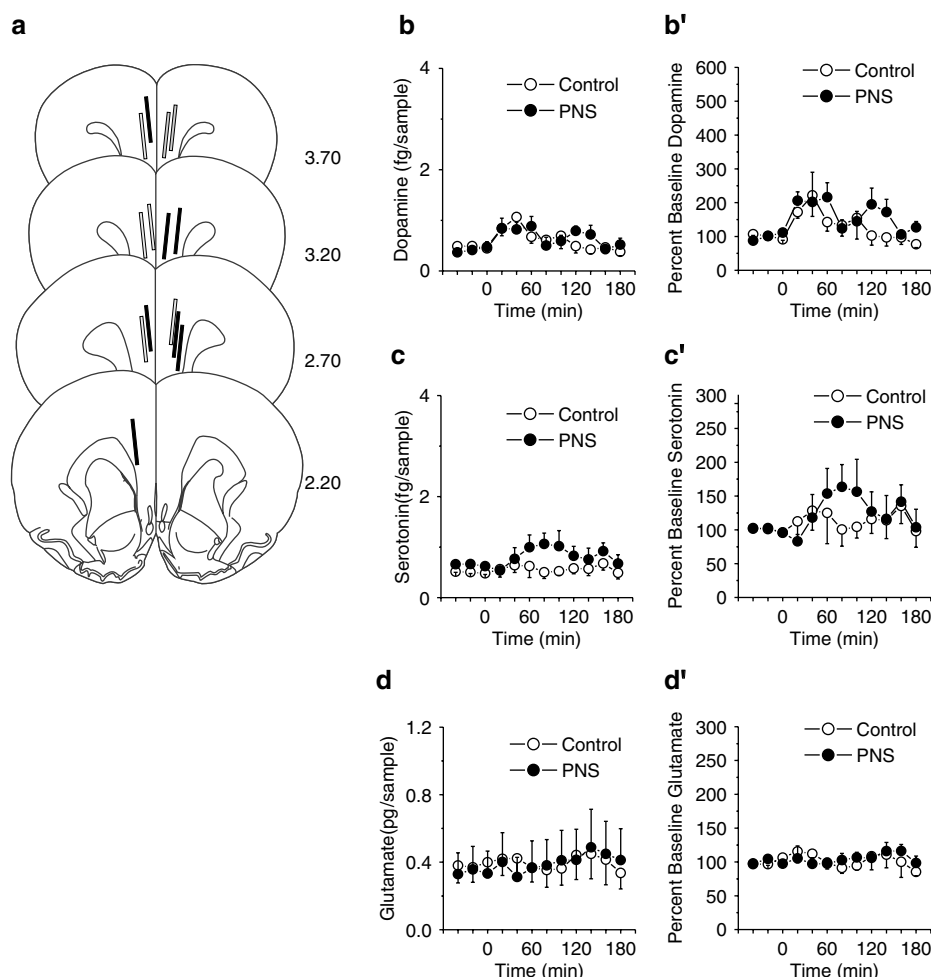 a
3.70
3.20
2.70
2.20
b
Control
PNS
Dopamine (fg/sample)
4
2
0
0 60 120 180
Time (min)
b'
Control
PNS
Percent Baseline Dopamine
600
500
400
300
200
100
0
0 60 120 180
Time (min)
c
Control
PNS
Serotonin(fg/sample)
4
2
0
0 60 120 180
Time (min)
c'
Control
PNS
Percent Baseline Serotonin
300
250
200
150
100
50
0
0 60 120 180
Time (min)
d
Control
PNS
Glutamate(pg/sample)
1.2
0.8
0.4
0.0
0 60 120 180
Time (min)
d'
Control
PNS
Percent Baseline Glutamate
300
250
200
150
100
50
0
0 60 120 180
Time (min)